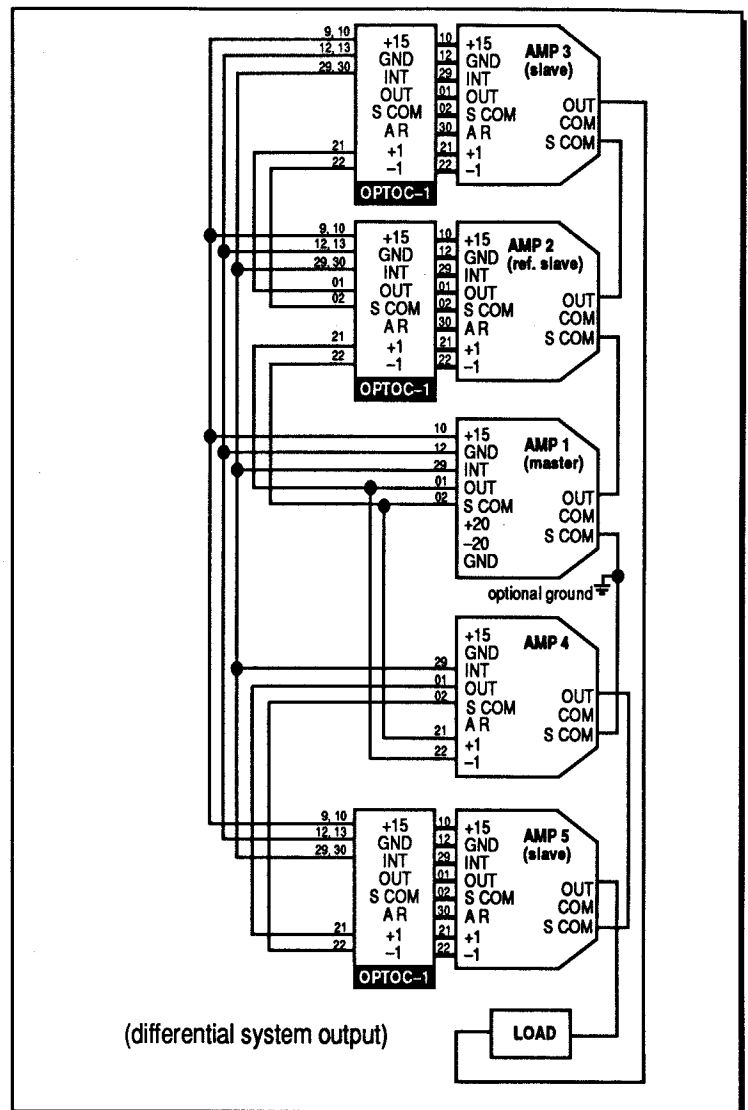 9, 10
12, 13
29, 30
21
22
+15
GND
INT
OUT
S COM
AR
+1
−1
OPTOC–1
10
12
29
01
02
30
21
22
+15
GND
INT
OUT
S COM
AR
+1
−1
AMP 3
(slave)
OUT
COM
S COM
9, 10
12, 13
29, 30
01
02
21
22
+15
GND
INT
OUT
S COM
AR
+1
−1
OPTOC–1
10
12
29
01
02
30
21
22
+15
GND
INT
OUT
S COM
AR
+1
−1
AMP 2
(ref. slave)
OUT
COM
S COM
10
12
29
01
02
+15
GND
INT
OUT
S COM
+20
−20
GND
AMP 1
(master)
OUT
COM
S COM
optional ground
29
01
02
21
22
+15
GND
INT
OUT
S COM
AR
+1
−1
AMP 4
OUT
COM
S COM
9, 10
12, 13
29, 30
21
22
+15
GND
INT
OUT
S COM
AR
+1
−1
OPTOC–1
10
12
29
01
02
30
21
22
+15
GND
INT
OUT
S COM
AR
+1
−1
AMP 5
(slave)
OUT
COM
S COM
(differential system output)
LOAD